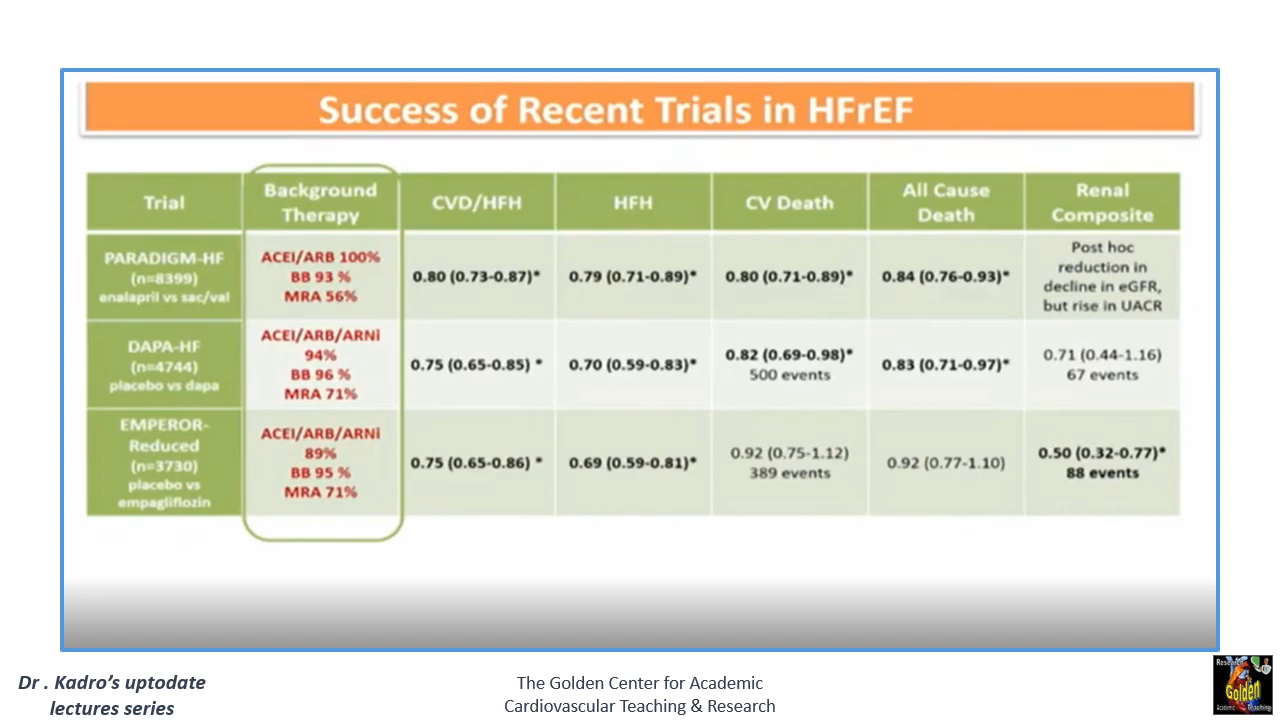 Success of Recent Trials in HFrEF
Trial
Background
Therapy
CVD/HFH
HFH
CV Death
All Cause
Death
Renal
Composite
PARADIGM-HF
(n=8399)
enalapril vs sac/val
ACEI/ARB 100%
BB 93 %
MRA 56%
0.80 (0.73-0.87)*
0.79 (0.71-0.89)*
0.80 (0.71-0.89)*
0.84 (0.76-0.93)*
Post hoc
reduction in
decline in eGFR,
but rise in UACR
DAPA-HF
(n=4744)
placebo vs dapa
ACEI/ARB/ARNi
94%
BB 96 %
MRA 71%
0.75 (0.65-0.85) *
0.70 (0.59-0.83)*
0.82 (0.69-0.98)*
500 events
0.83 (0.71-0.97)*
0.71 (0.44-1.16)
67 events
EMPEROR-
Reduced
(n=3730)
placebo vs
empagliflozin
ACEI/ARB/ARNi
89%
BB 95 %
MRA 71%
0.75 (0.65-0.86) *
0.69 (0.59-0.81)*
0.92 (0.75-1.12)
389 events
0.92 (0.77-1.10)
0.50 (0.32-0.77)*
88 events
Dr . Kadro's uptodate
lectures series
The Golden Center for Academic
Cardiovascular Teaching & Research
Research
Golden
Academic Teaching